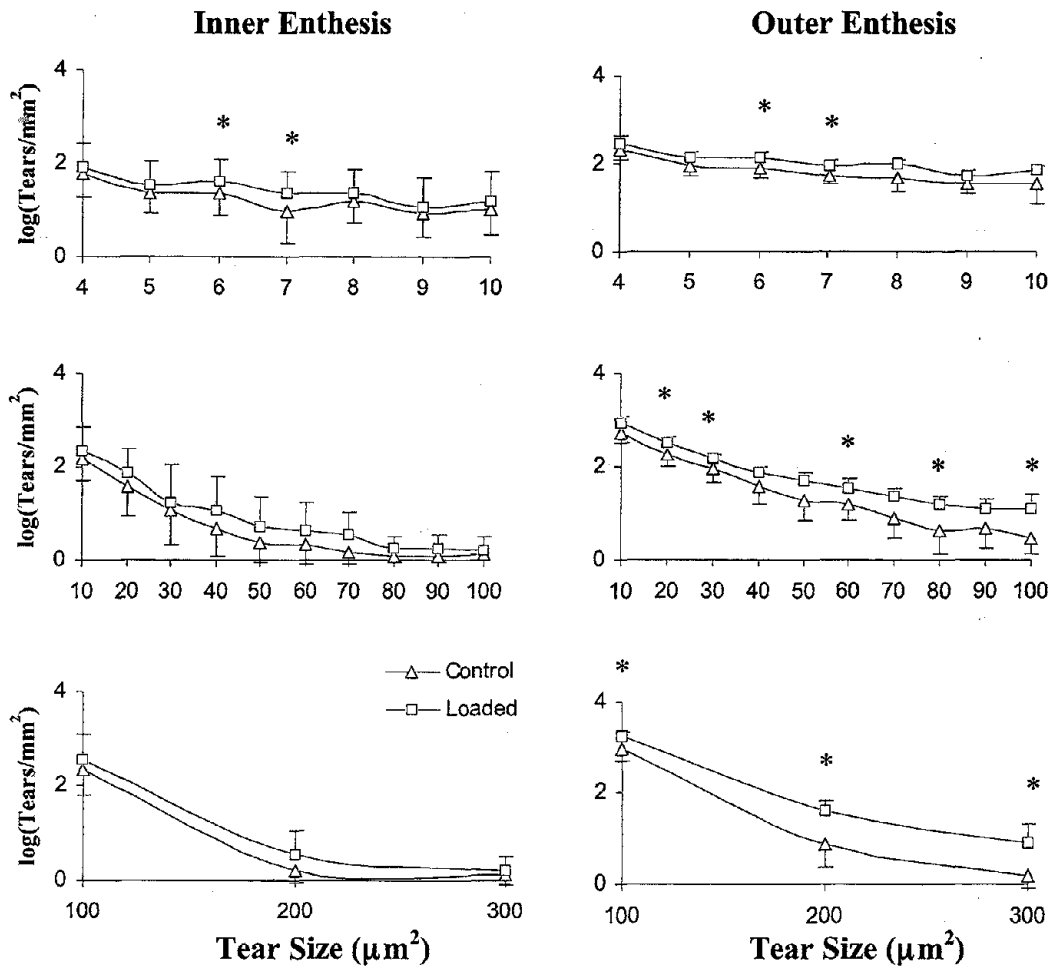 Inner Enthesis
Outer Enthesis
log(Tears/mm²)
4
2
0
* *
4 5 6 7 8 9 10
4
2
0
* *
4 5 6 7 8 9 10
log(Tears/mm²)
4
2
0
10 20 30 40 50 60 70 80 90 100
4
2
0
* * * * *
10 20 30 40 50 60 70 80 90 100
log(Tears/mm²)
4
2
0
Control
Loaded
100 200 300
Tear Size (µm²)
4
2
0
* * *
100 200 300
Tear Size (µm²)